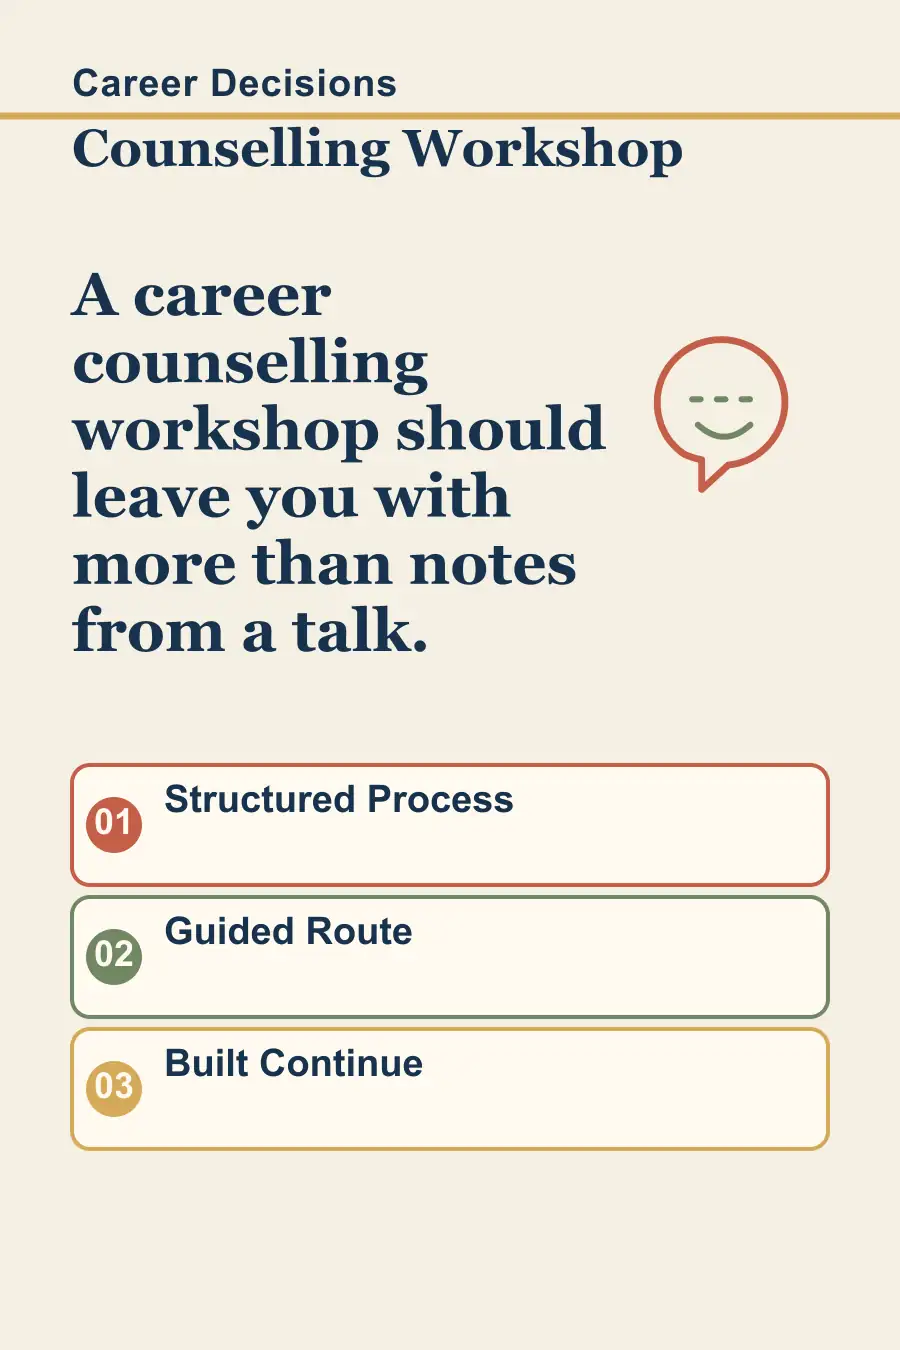 Career Decisions
Counselling Workshop
A career
counselling
workshop should
leave you with
more than notes
from a talk.
01 Structured Process
02 Guided Route
03 Built Continue